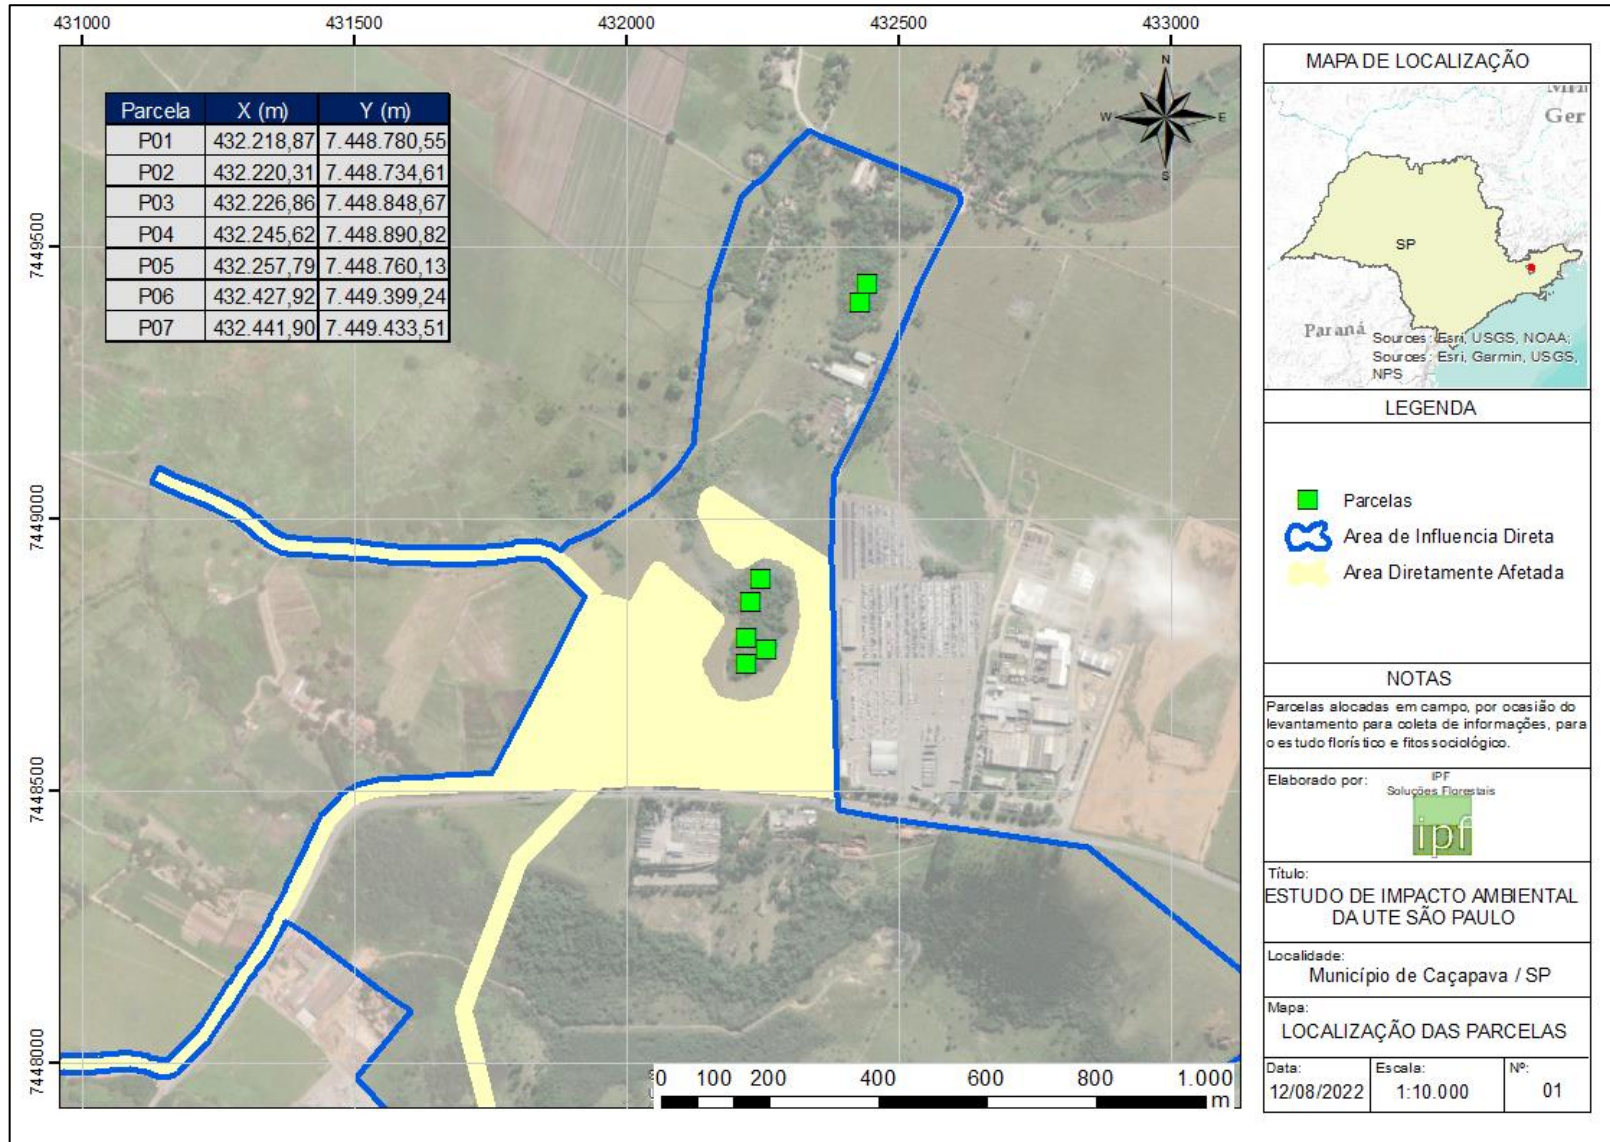 431000
431500
432000
432500
433000
7449500
7449000
7448500
7448000
Parcela X (m) Y (m)
P01 432.218,87 7.448.780,55
P02 432.220,31 7.448.734,61
P03 432.226,86 7.448.848,67
P04 432.245,62 7.448.890,82
P05 432.257,79 7.448.760,13
P06 432.427,92 7.449.399,24
P07 432.441,90 7.449.433,51
N
W E
S
0 100 200 400 600 800 1.000
m
MAPA DE LOCALIZAÇÃO
Ger
SP
Paraná
Sources: Esri, USGS, NOAA;
Sources: Esri, Garmin, USGS,
NPS
LEGENDA
Parcelas
Area de Influencia Direta
Area Diretamente Afetada
NOTAS
Parcelas alocadas em campo, por ocasião do
levantamento para coleta de informações, para
o estudo florístico e fitossociológico.
Elaborado por:
IPF
Soluções Florestais
ipf
Título:
ESTUDO DE IMPACTO AMBIENTAL
DA UTE SÃO PAULO
Localidade:
Município de Caçapava / SP
Mapa:
LOCALIZAÇÃO DAS PARCELAS
Data: Escala: Nº:
12/08/2022 1:10.000 01